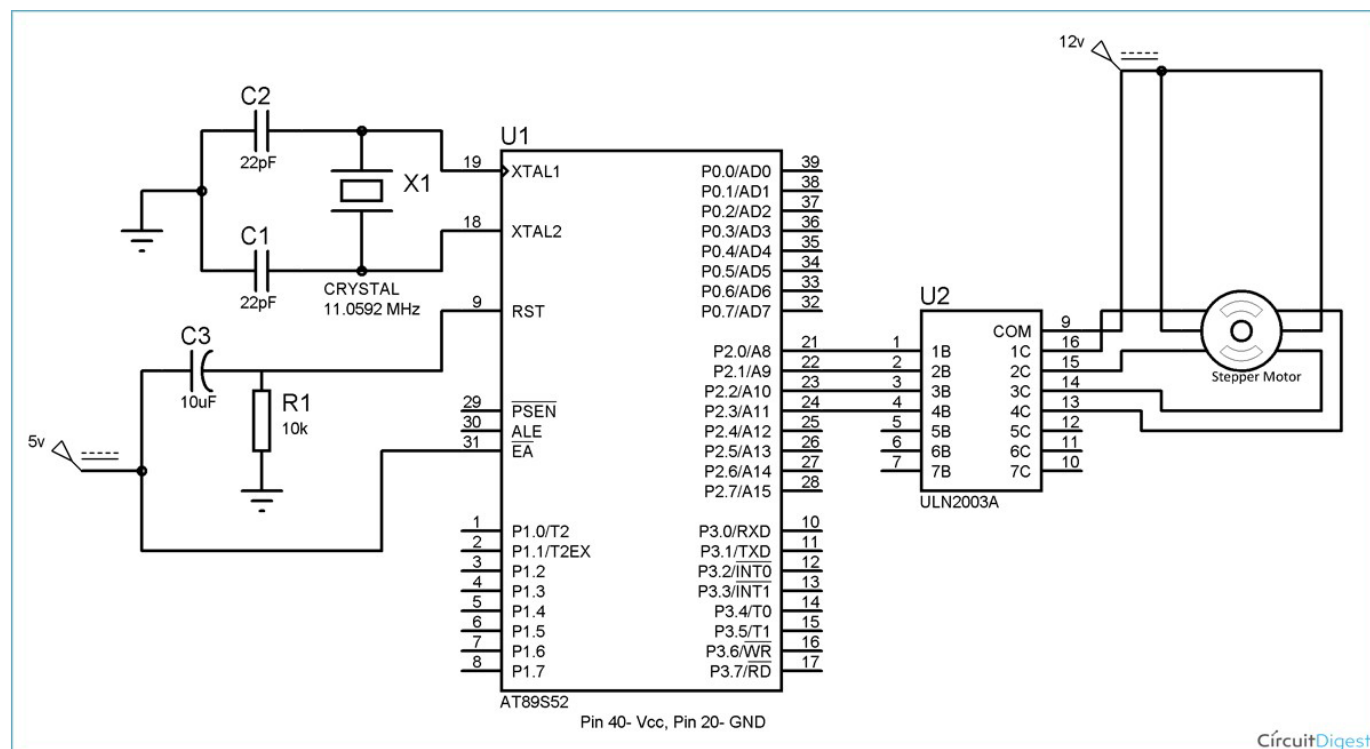 12v
C2
22pF
C1
22pF
X1
CRYSTAL
11.0592 MHz
C3
10uF
R1
10k
5v
U1
19 XTAL1
18 XTAL2
9 RST
29 PSEN
30 ALE
31 EA
1 P1.0/T2
2 P1.1/T2EX
3 P1.2
4 P1.3
5 P1.4
6 P1.5
7 P1.6
8 P1.7
P0.0/AD0 39
P0.1/AD1 38
P0.2/AD2 37
P0.3/AD3 36
P0.4/AD4 35
P0.5/AD5 34
P0.6/AD6 33
P0.7/AD7 32
P2.0/A8 21
P2.1/A9 22
P2.2/A10 23
P2.3/A11 24
P2.4/A12 25
P2.5/A13 26
P2.6/A14 27
P2.7/A15 28
P3.0/RXD 10
P3.1/TXD 11
P3.2/INT0 12
P3.3/INT1 13
P3.4/T0 14
P3.5/T1 15
P3.6/WR 16
P3.7/RD 17
AT89S52
Pin 40- Vcc, Pin 20- GND
U2
COM 9
1 1B 1C 16
2 2B 2C 15
3 3B 3C 14
4 4B 4C 13
5 5B 5C 12
6 6B 6C 11
7 7B 7C 10
ULN2003A
Stepper Motor
CírcuitDigest